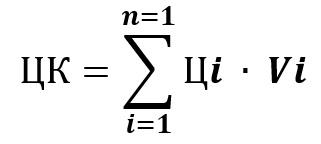 n=1
ЦК = ∑ Цi · Vi
i=1